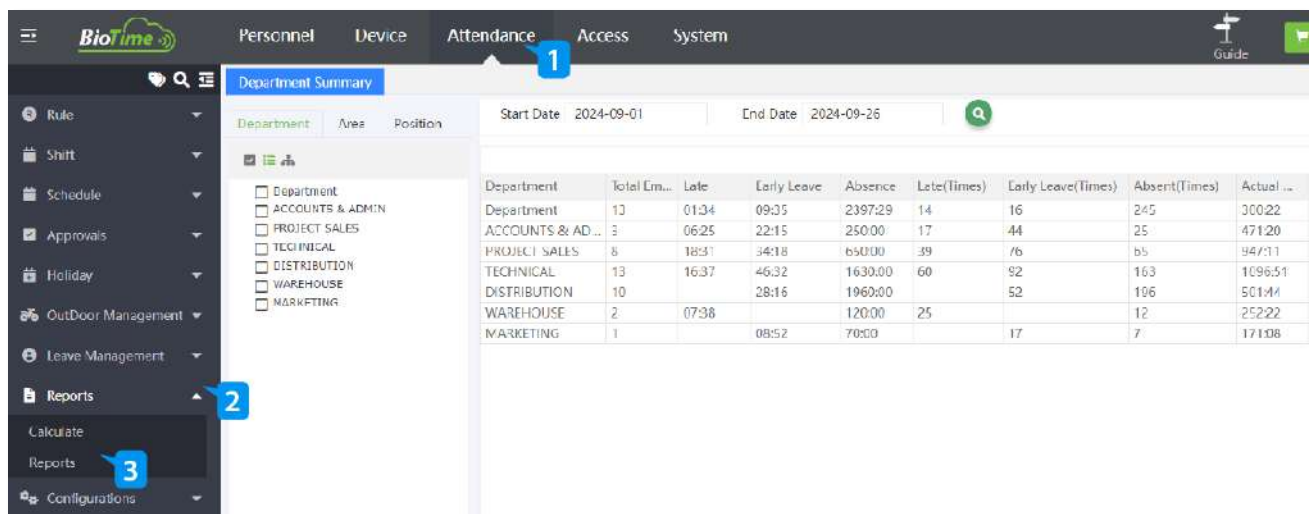 BioTime
Personnel Device Attendance Access System
Guide
1
Department Summary
Rule
Shift
Schedule
Approvals
Holiday
OutDoor Management
Leave Management
Reports
2
Calculate
Reports
3
Configurations
Department Area Position
Start Date 2024-09-01 End Date 2024-09-26
Department
ACCOUNTS & ADMIN
PROJECT SALES
TECHNICAL
DISTRIBUTION
WAREHOUSE
MARKETING
Department Total Em... Late Early Leave Absence Late(Times) Early Leave(Times) Absent(Times) Actual ...
Department 13 01:34 09:35 2397:29 14 16 245 300:22
ACCOUNTS & AD... 06:25 22:15 250:00 17 44 25 471:20
PROJECT SALES 8 18:31 34:18 650:00 39 76 65 947:11
TECHNICAL 13 16:37 46:32 1630:00 60 92 163 1096:51
DISTRIBUTION 10 28:16 1960:00 52 196 501:44
WAREHOUSE 2 07:38 120:00 25 12 252:22
MARKETING 1 08:52 70:00 17 7 171:08